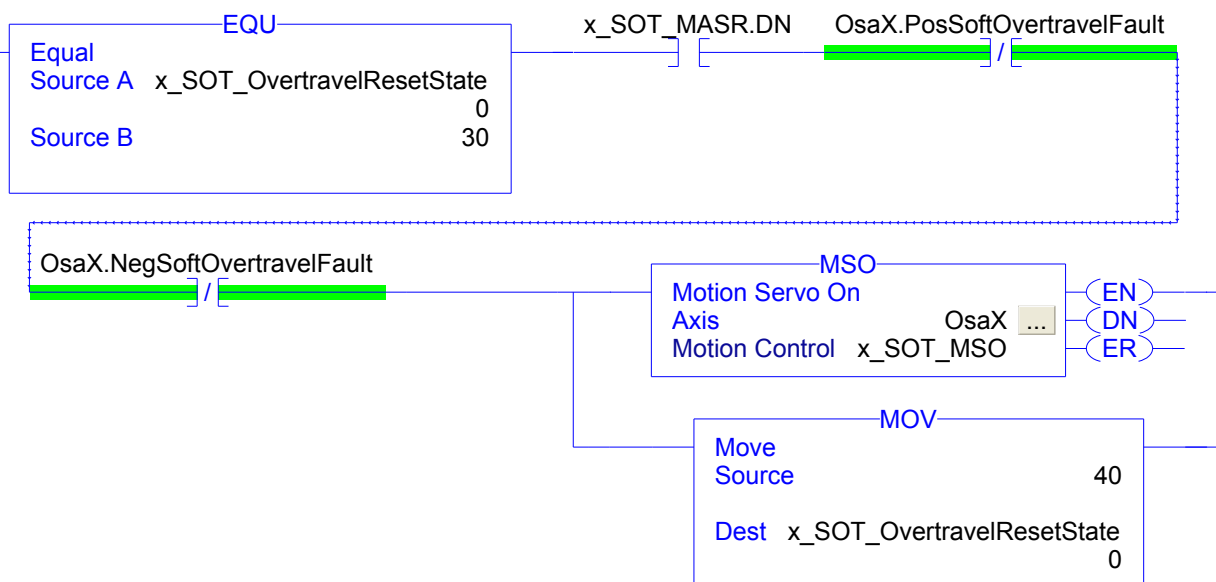 EQU
x_SOT_MASR.DN
OsaX.PosSoftOvertravelFault
Equal
Source A x_SOT_OvertravelResetState
0
Source B 30
/
OsaX.NegSoftOvertravelFault
/
MSO
Motion Servo On
Axis OsaX ...
Motion Control x_SOT_MSO
EN
DN
ER
MOV
Move
Source 40
Dest x_SOT_OvertravelResetState
0